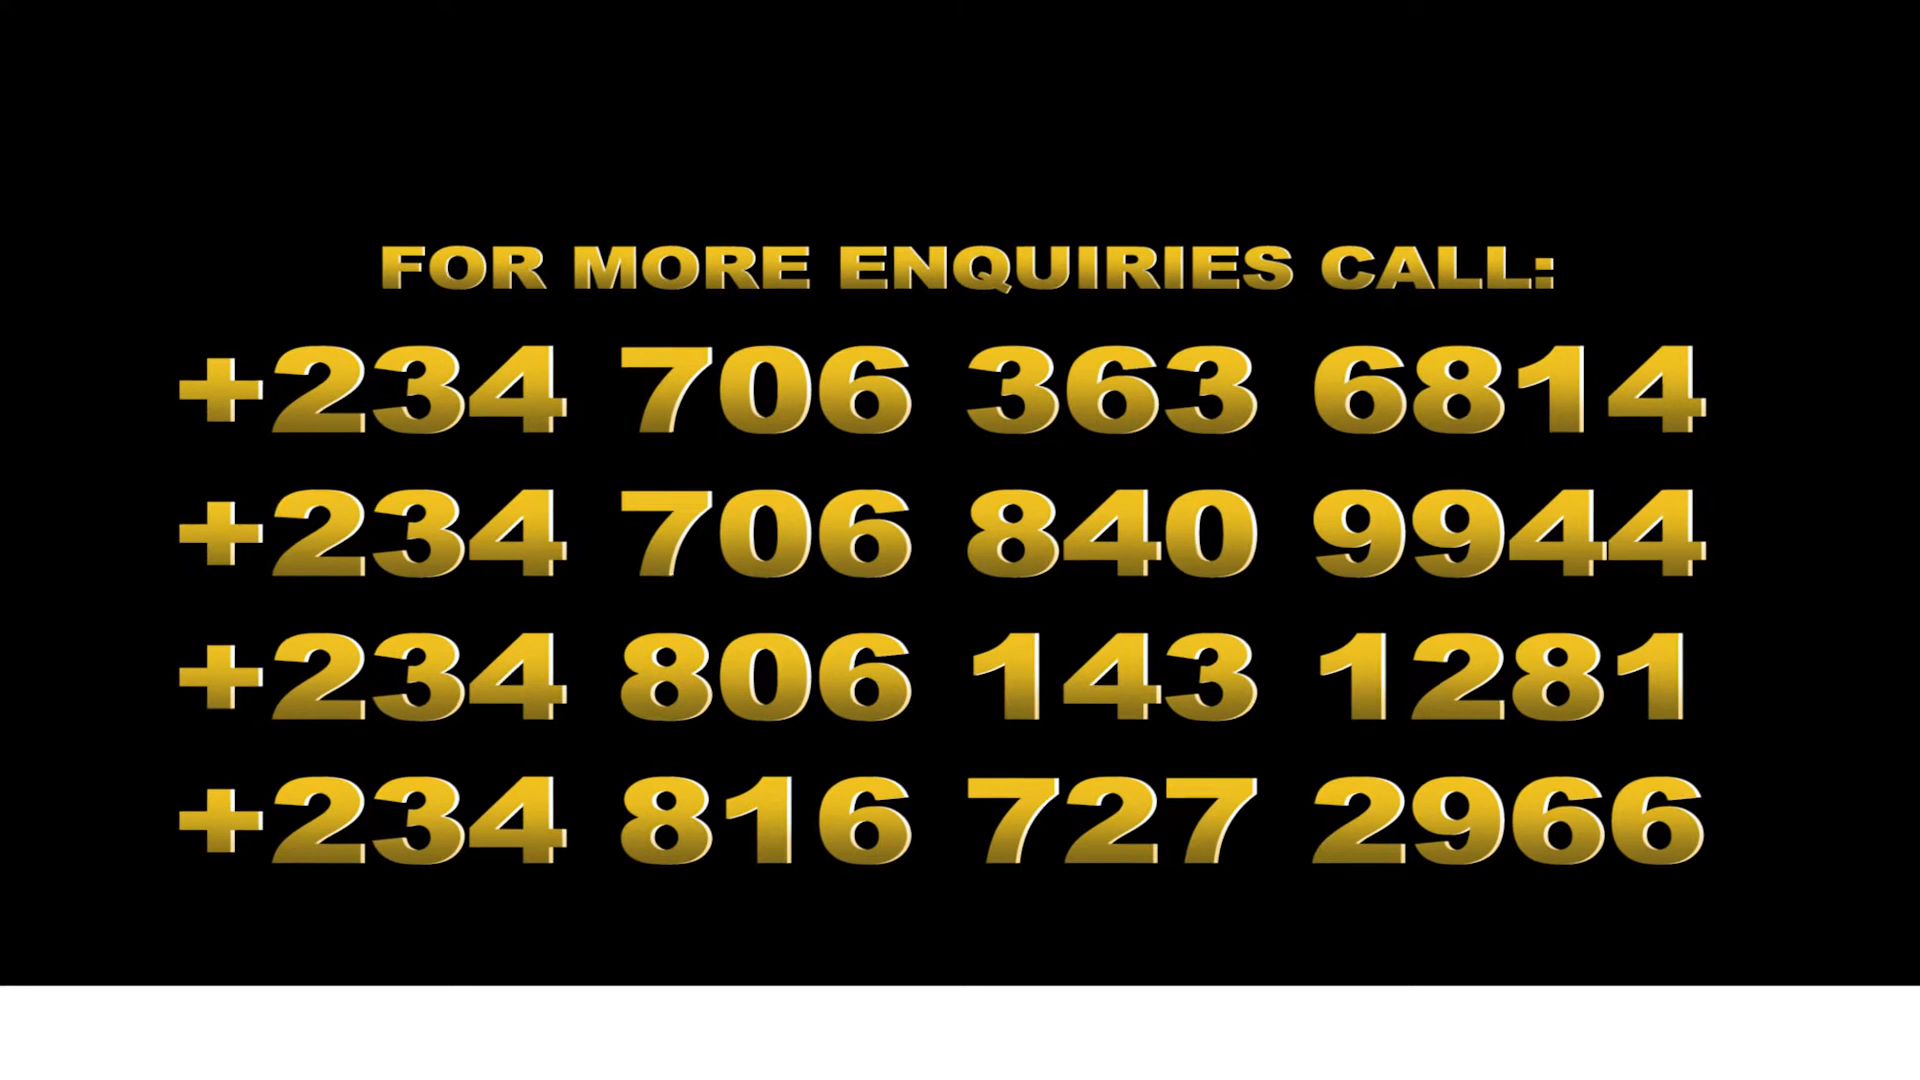 FOR MORE ENQUIRIES CALL:
+234 706 363 6814
+234 706 840 9944
+234 806 143 1281
+234 816 727 2966